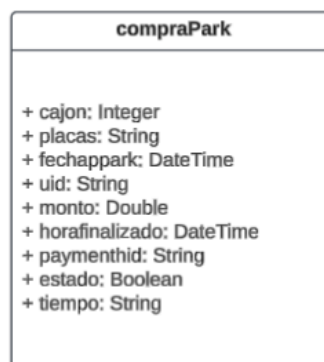 compraPark
+ cajon: Integer
+ placas: String
+ fechappark: DateTime
+ uid: String
+ monto: Double
+ horafinalizado: DateTime
+ paymenthid: String
+ estado: Boolean
+ tiempo: String